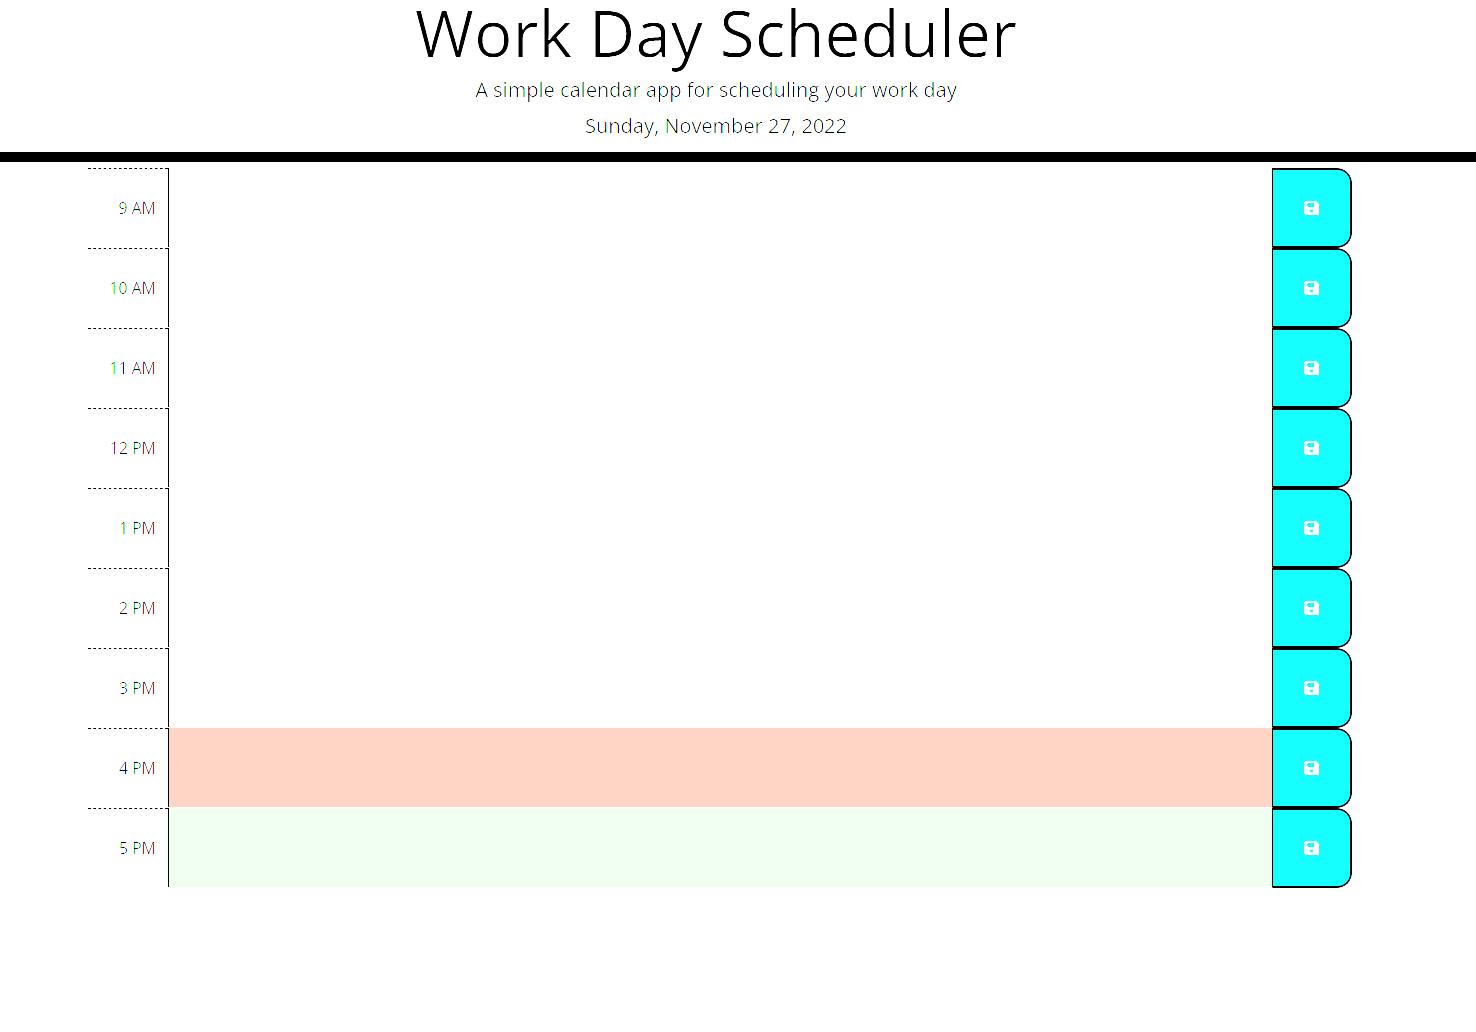 Work Day Scheduler
A simple calendar app for scheduling your work day
Sunday, November 27, 2022
9 AM
10 AM
11 AM
12 PM
1 PM
2 PM
3 PM
4 PM
5 PM